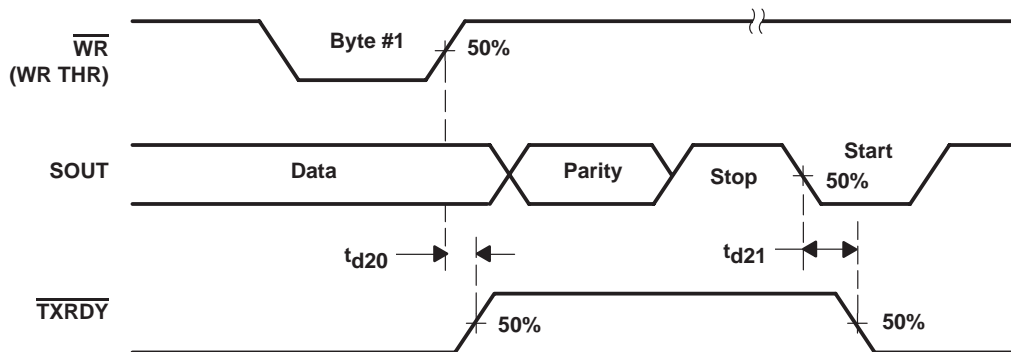 WR
(WR THR)
Byte #1
50%
SOUT
Data
Parity
Stop
Start
50%
td20
td21
TXRDY
50%
50%